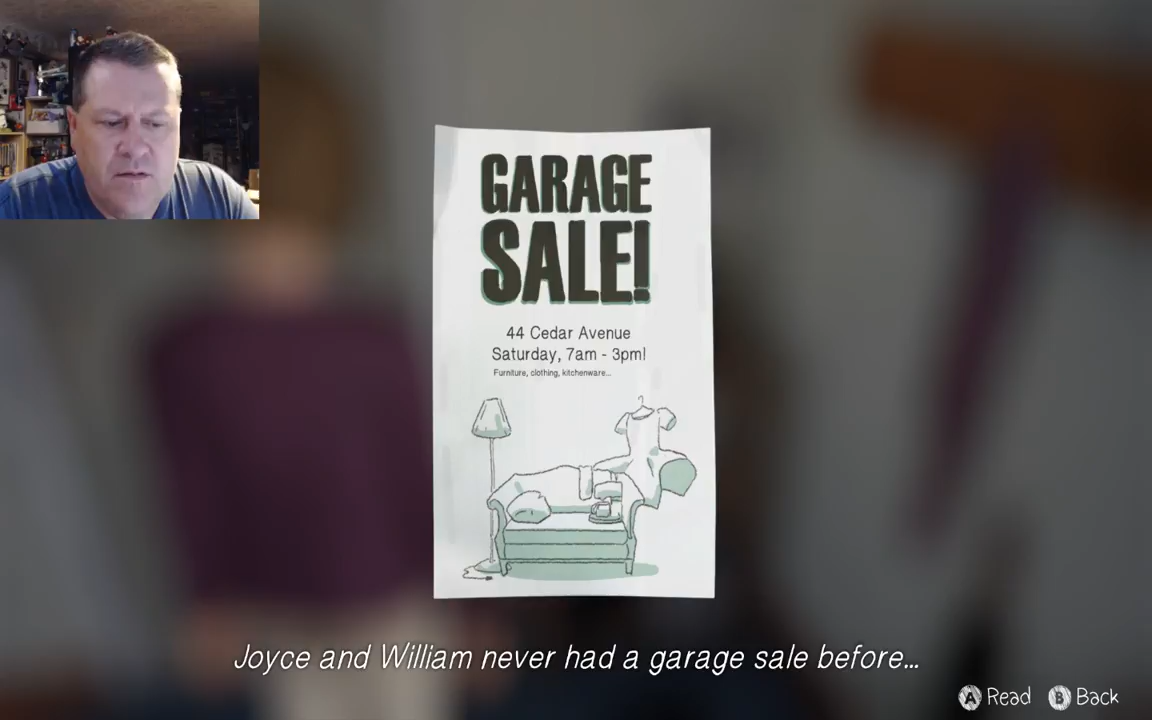 GARAGE
SALE!
44 Cedar Avenue
Saturday, 7am - 3pm!
Furniture, clothing, kitchenware...
Joyce and William never had a garage sale before...
A Read B Back